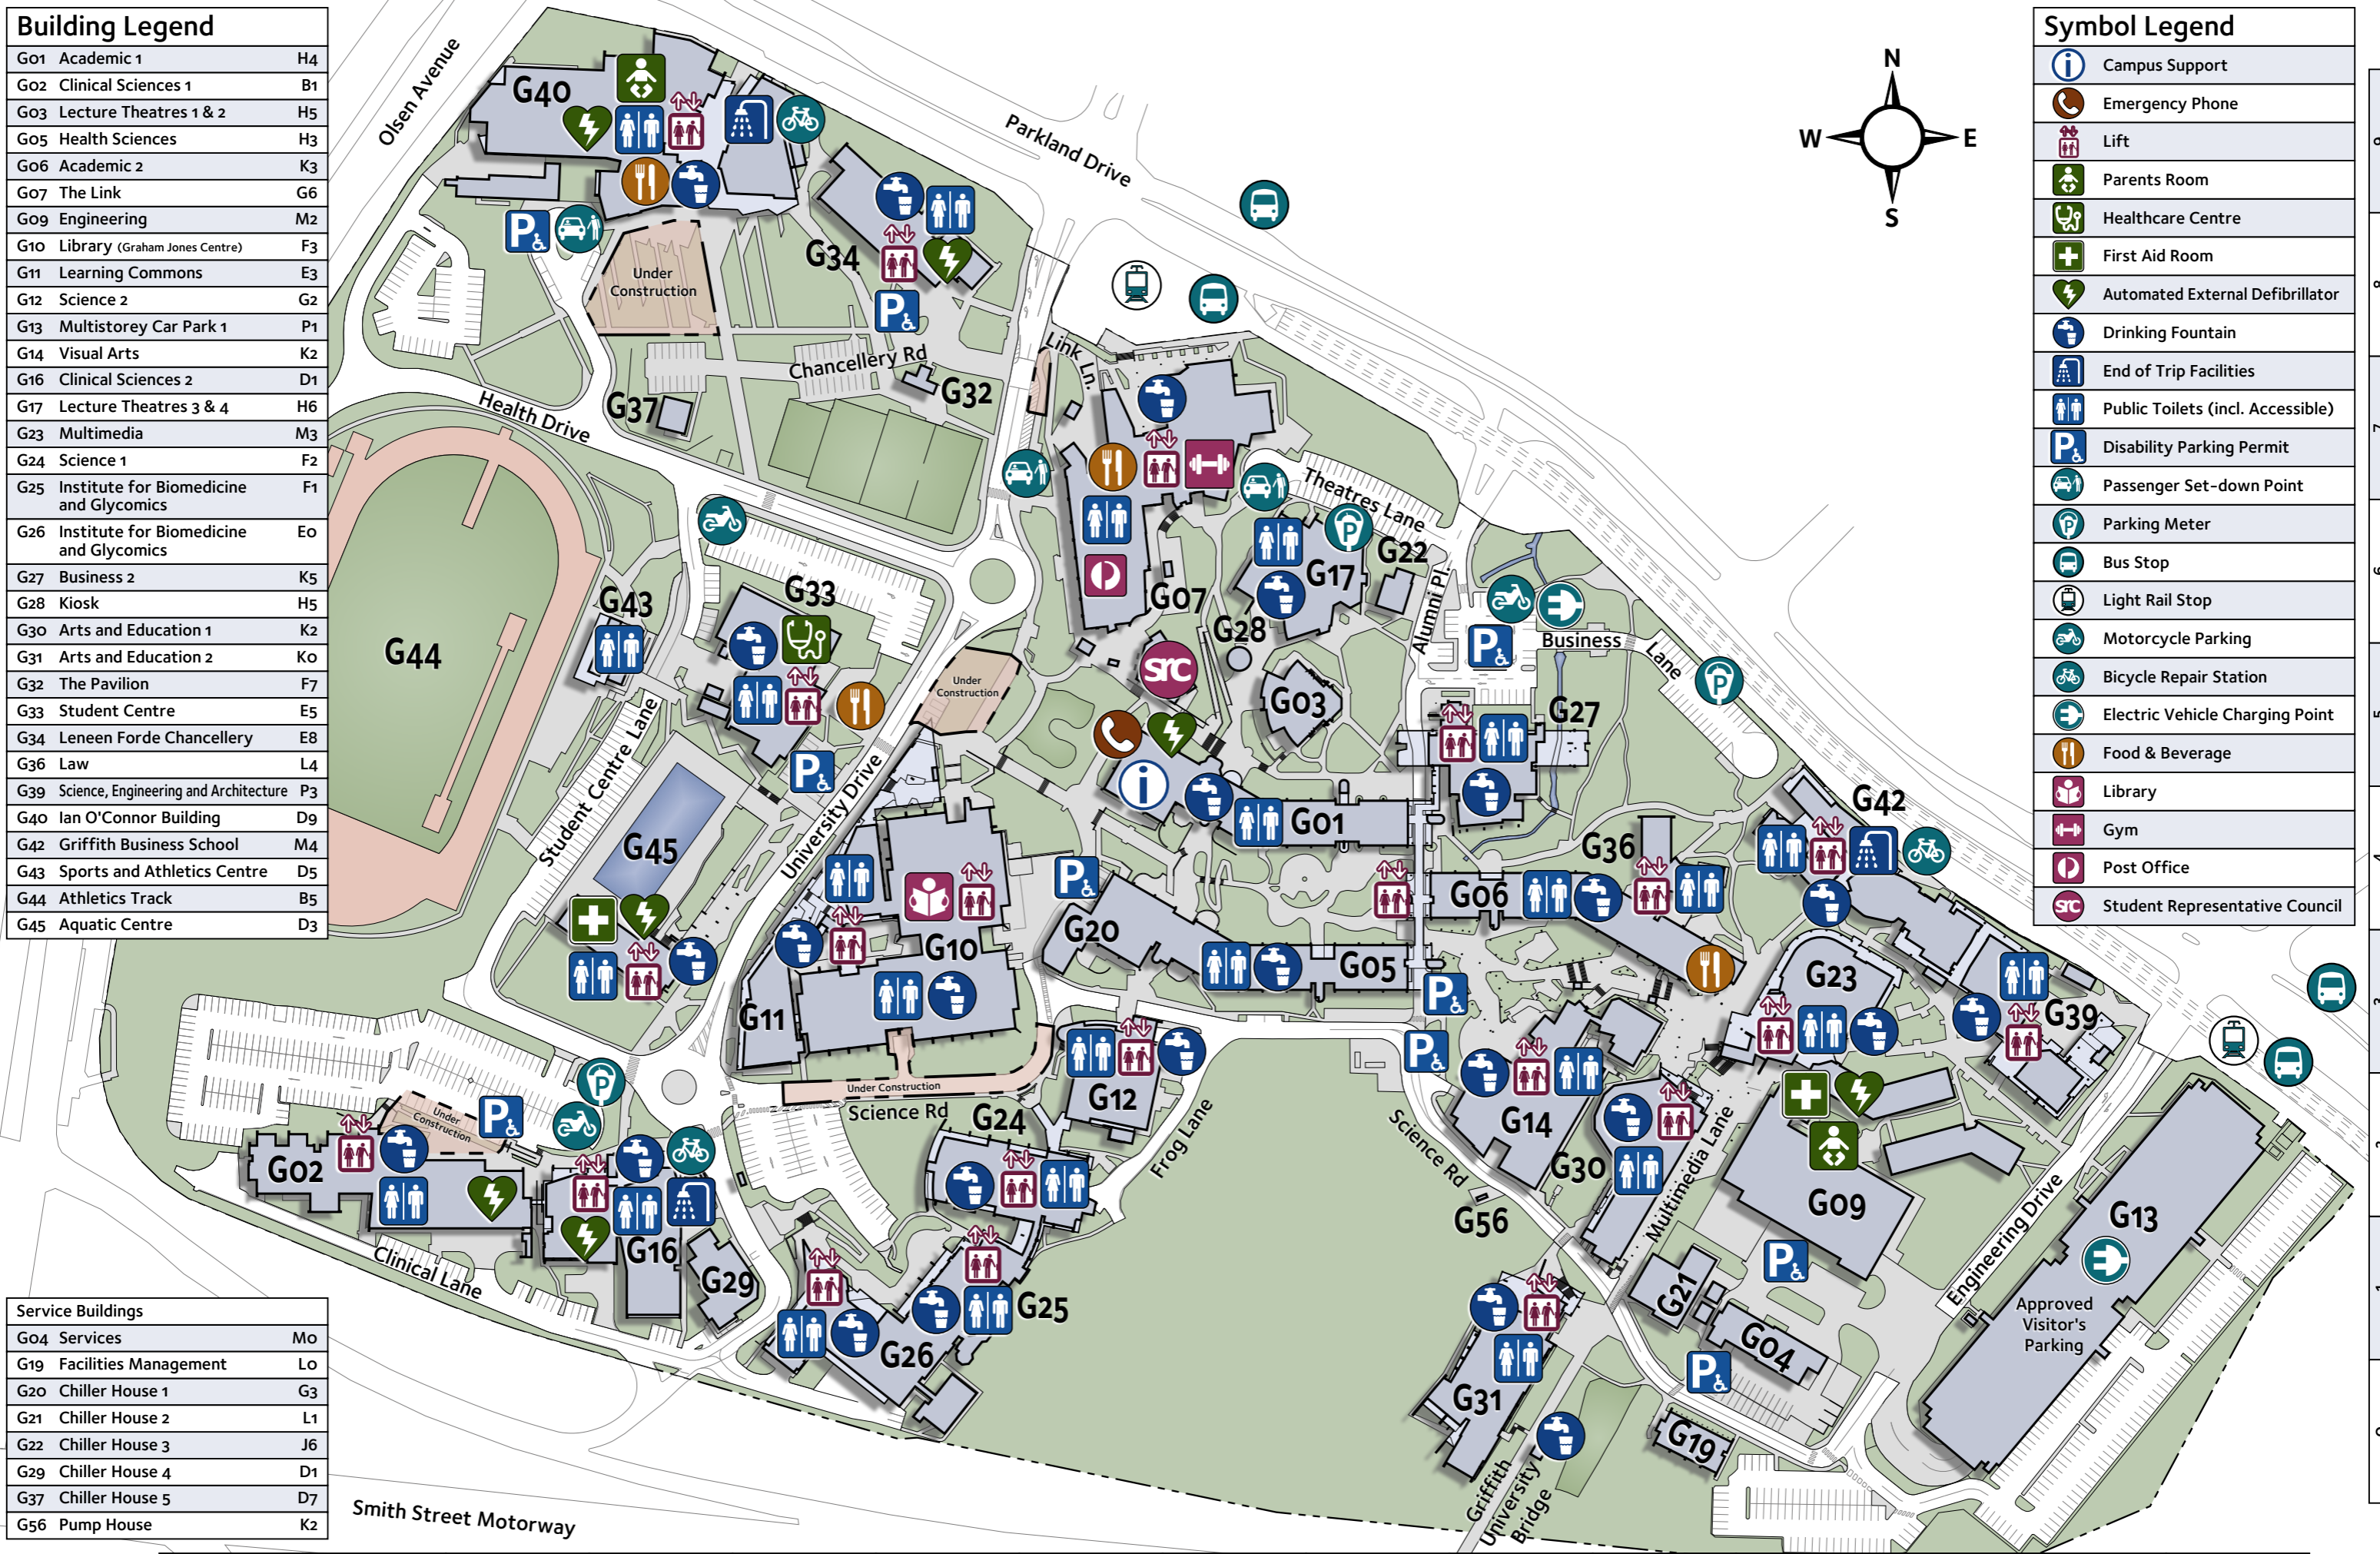 Building Legend
G01 Academic 1 H4
G02 Clinical Sciences 1 B1
G03 Lecture Theatres 1 & 2 H5
G05 Health Sciences H3
G06 Academic 2 K3
G07 The Link G6
G09 Engineering M2
G10 Library (Graham Jones Centre) F3
G11 Learning Commons E3
G12 Science 2 G2
G13 Multistorey Car Park 1 P1
G14 Visual Arts K2
G16 Clinical Sciences 2 D1
G17 Lecture Theatres 3 & 4 H6
G23 Multimedia M3
G24 Science 1 F2
G25 Institute for Biomedicine F1
and Glycomics
G26 Institute for Biomedicine E0
and Glycomics
G27 Business 2 K5
G28 Kiosk H5
G30 Arts and Education 1 K2
G31 Arts and Education 2 K0
G32 The Pavilion F7
G33 Student Centre E5
G34 Leneen Forde Chancellery E8
G36 Law L4
G39 Science, Engineering and Architecture P3
G40 Ian O'Connor Building D9
G42 Griffith Business School M4
G43 Sports and Athletics Centre D5
G44 Athletics Track B5
G45 Aquatic Centre D3
Service Buildings
G04 Services M0
G19 Facilities Management L0
G20 Chiller House 1 G3
G21 Chiller House 2 L1
G22 Chiller House 3 J6
G29 Chiller House 4 D1
G37 Chiller House 5 D7
G56 Pump House K2
Symbol Legend
Campus Support
Emergency Phone
Lift
Parents Room
Healthcare Centre
First Aid Room
Automated External Defibrillator
Drinking Fountain
End of Trip Facilities
Public Toilets (incl. Accessible)
Disability Parking Permit
Passenger Set-down Point
Parking Meter
Bus Stop
Light Rail Stop
Motorcycle Parking
Bicycle Repair Station
Electric Vehicle Charging Point
Food & Beverage
Library
Gym
Post Office
src Student Representative Council
N
W E
S
Olsen Avenue
Parkland Drive
G40
G34
Under
Construction
Chancellery Rd
Link Ln.
G32
G37
Health Drive
Theatres Lane
G22
G17
G07
G28
Alumni Pl.
Business
Lane
G43
G33
G44
src
G03
G27
Under
Construction
Student Centre Lane
University Drive
G45
G01
G42
G36
G06
G20
G10
G05
G11
G23
G39
Under Construction
Science Rd
G12
G24
Frog Lane
Science Rd
G14
G30
Multimedia Lane
G09
G13
Engineering Drive
Approved
Visitor's
Parking
Under
Construction
G02
G16
G29
Clinical Lane
G25
G26
G56
G21
G04
G31
G19
Griffith
University
Bridge
Smith Street Motorway